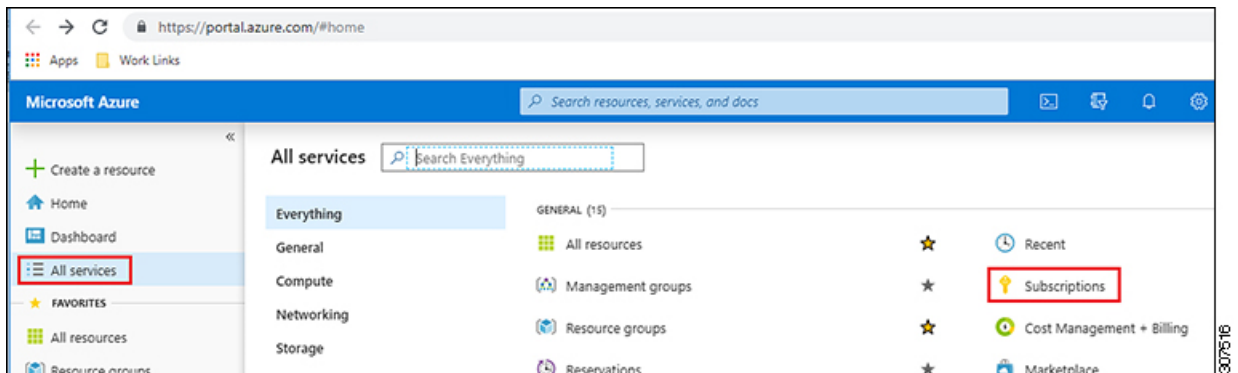 https://portal.azure.com/#home
Apps
Work Links
Microsoft Azure
Search resources, services, and docs
«
Create a resource
Home
Dashboard
All services
FAVORITES
All resources
Resource groups
All services
Search Everything
Everything
General
Compute
Networking
Storage
GENERAL (15)
All resources
Recent
Management groups
Subscriptions
Resource groups
Cost Management + Billing
Reservations
Marketplace
307516